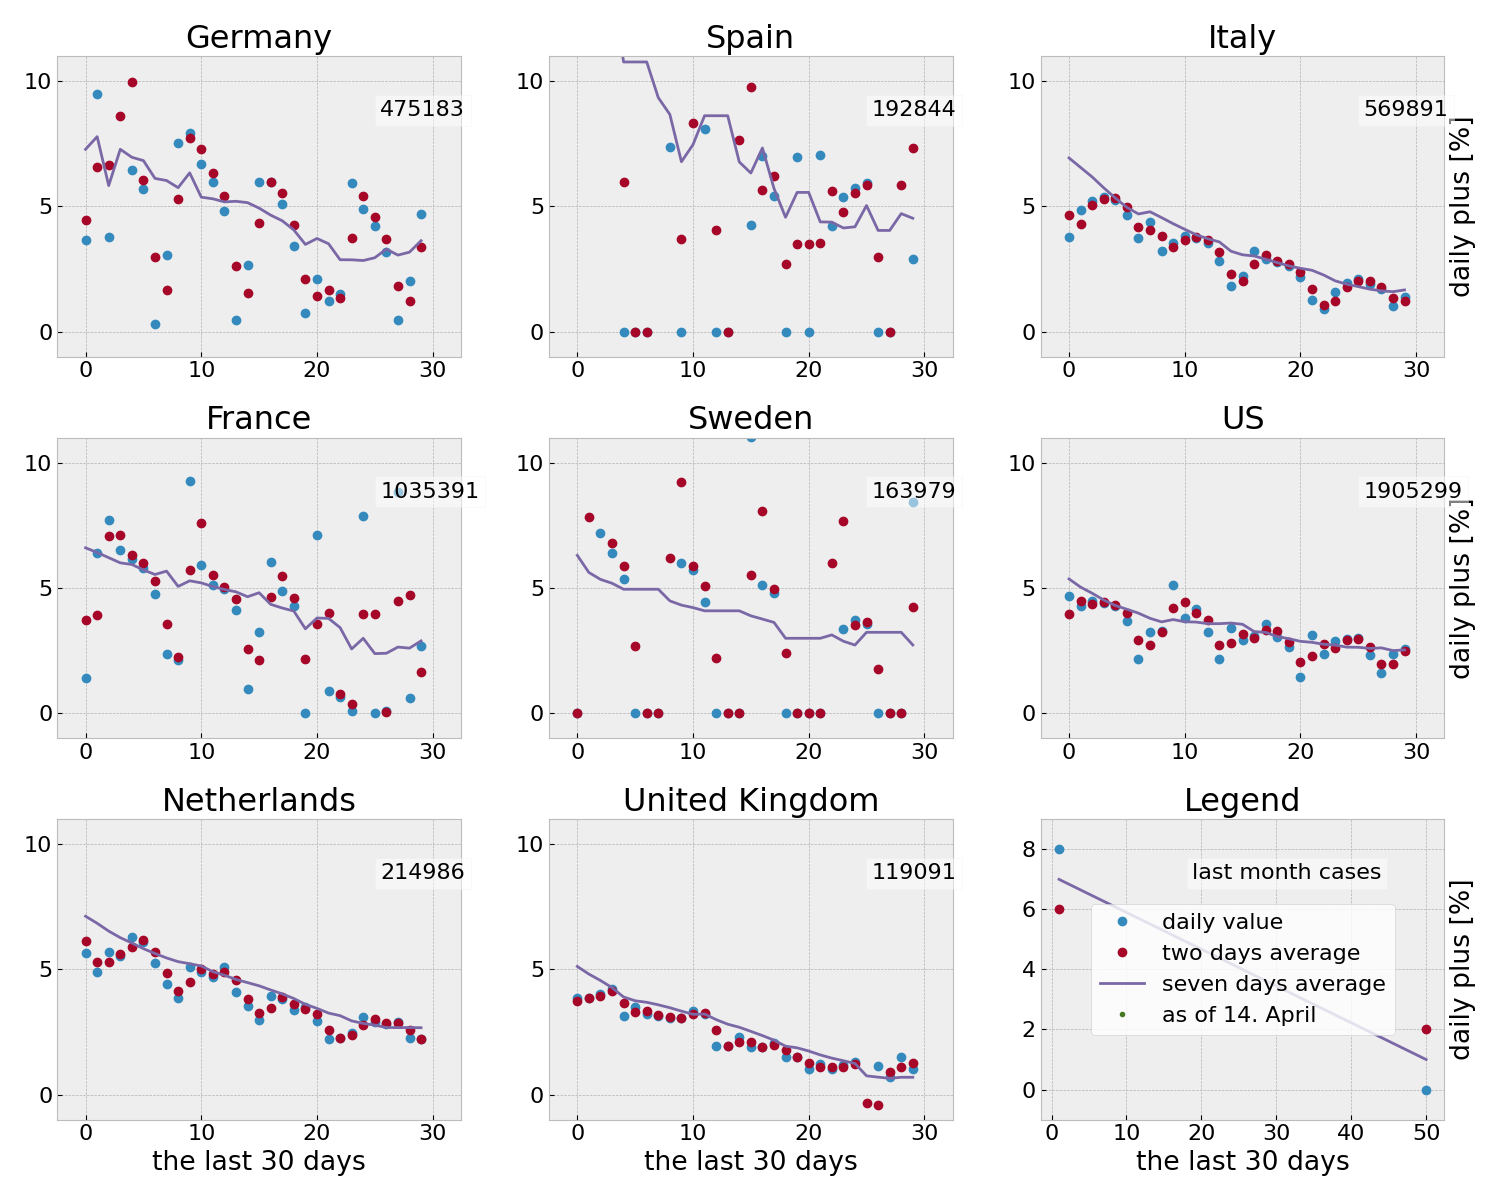 Germany
Spain
Italy
10
5
0
475183
0 10 20 30
10
5
0
192844
0 10 20 30
10
5
0
569891
0 10 20 30
daily plus [%]
France
Sweden
US
10
5
0
1035391
0 10 20 30
10
5
0
163979
0 10 20 30
10
5
0
1905299
0 10 20 30
daily plus [%]
Netherlands
United Kingdom
Legend
10
5
0
214986
0 10 20 30
the last 30 days
10
5
0
119091
0 10 20 30
the last 30 days
8
6
4
2
0
last month cases
daily value
two days average
seven days average
as of 14. April
0 10 20 30 40 50
the last 30 days
daily plus [%]